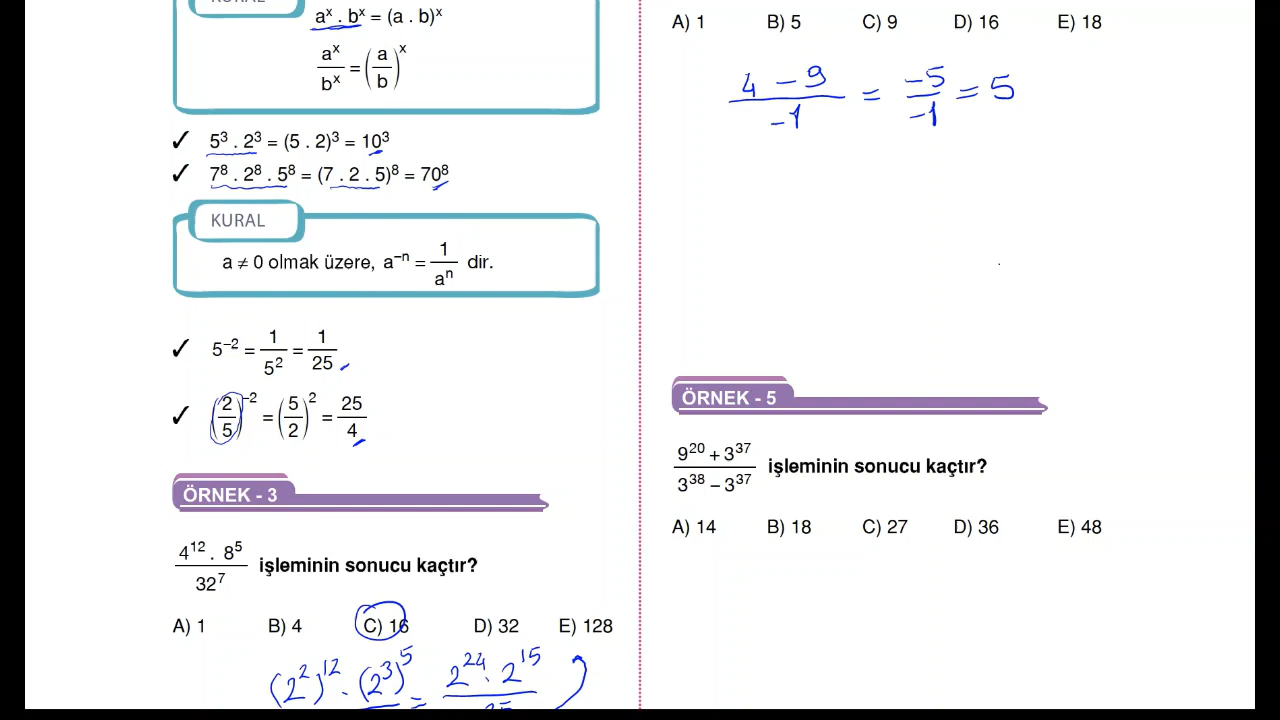 KURAL
aˣ . bˣ = (a . b)ˣ
aˣ / bˣ = (a / b)ˣ
✓ 5³ . 2³ = (5 . 2)³ = 10³
✓ 7⁸ . 2⁸ . 5⁸ = (7 . 2 . 5)⁸ = 70⁸
KURAL
a ≠ 0 olmak üzere, a⁻ⁿ = 1 / aⁿ dir.
✓ 5⁻² = 1 / 5² = 1 / 25
✓ (2 / 5)⁻² = (5 / 2)² = 25 / 4
ÖRNEK - 3
4¹² . 8⁵ / 32⁷ işleminin sonucu kaçtır?
A) 1 B) 4 C) 16 D) 32 E) 128
(2²)¹² . (2³)⁵ = 2²⁴ . 2¹⁵
A) 1 B) 5 C) 9 D) 16 E) 18
4 − 9 / −1 = −5 / −1 = 5
ÖRNEK - 5
9²⁰ + 3³⁷ / 3³⁸ − 3³⁷ işleminin sonucu kaçtır?
A) 14 B) 18 C) 27 D) 36 E) 48